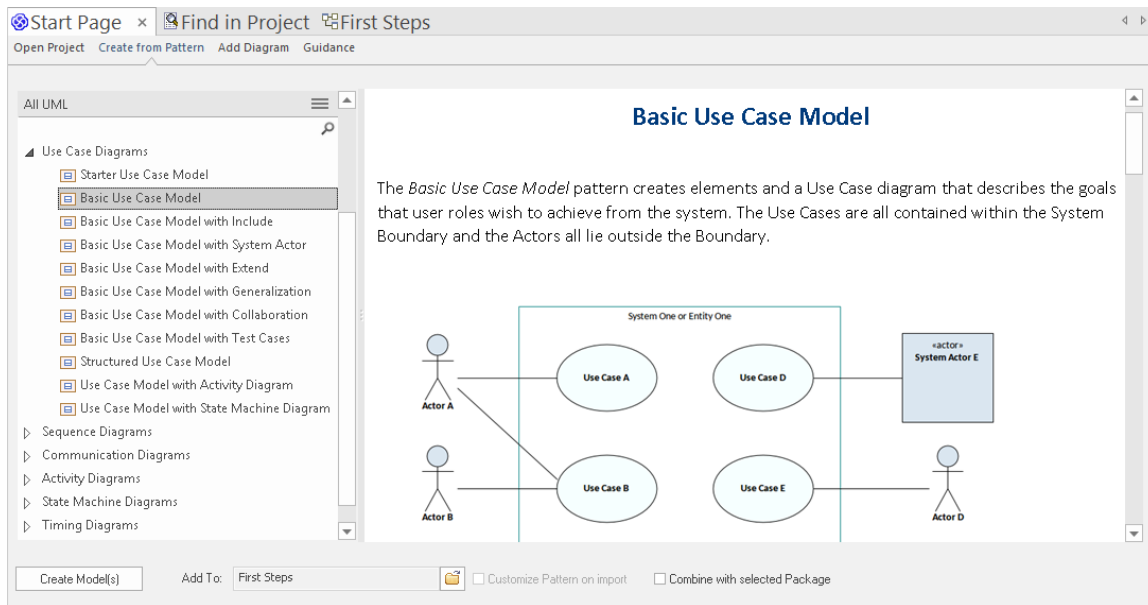 Start Page × Find in Project First Steps
Open Project Create from Pattern Add Diagram Guidance
All UML
Use Case Diagrams
Starter Use Case Model
Basic Use Case Model
Basic Use Case Model with Include
Basic Use Case Model with System Actor
Basic Use Case Model with Extend
Basic Use Case Model with Generalization
Basic Use Case Model with Collaboration
Basic Use Case Model with Test Cases
Structured Use Case Model
Use Case Model with Activity Diagram
Use Case Model with State Machine Diagram
Sequence Diagrams
Communication Diagrams
Activity Diagrams
State Machine Diagrams
Timing Diagrams
Basic Use Case Model
The Basic Use Case Model pattern creates elements and a Use Case diagram that describes the goals
that user roles wish to achieve from the system. The Use Cases are all contained within the System
Boundary and the Actors all lie outside the Boundary.
System One or Entity One
Actor A
Use Case A
Use Case D
«actor»
System Actor E
Actor B
Use Case B
Use Case E
Actor D
Create Model(s) Add To: First Steps Customize Pattern on import Combine with selected Package